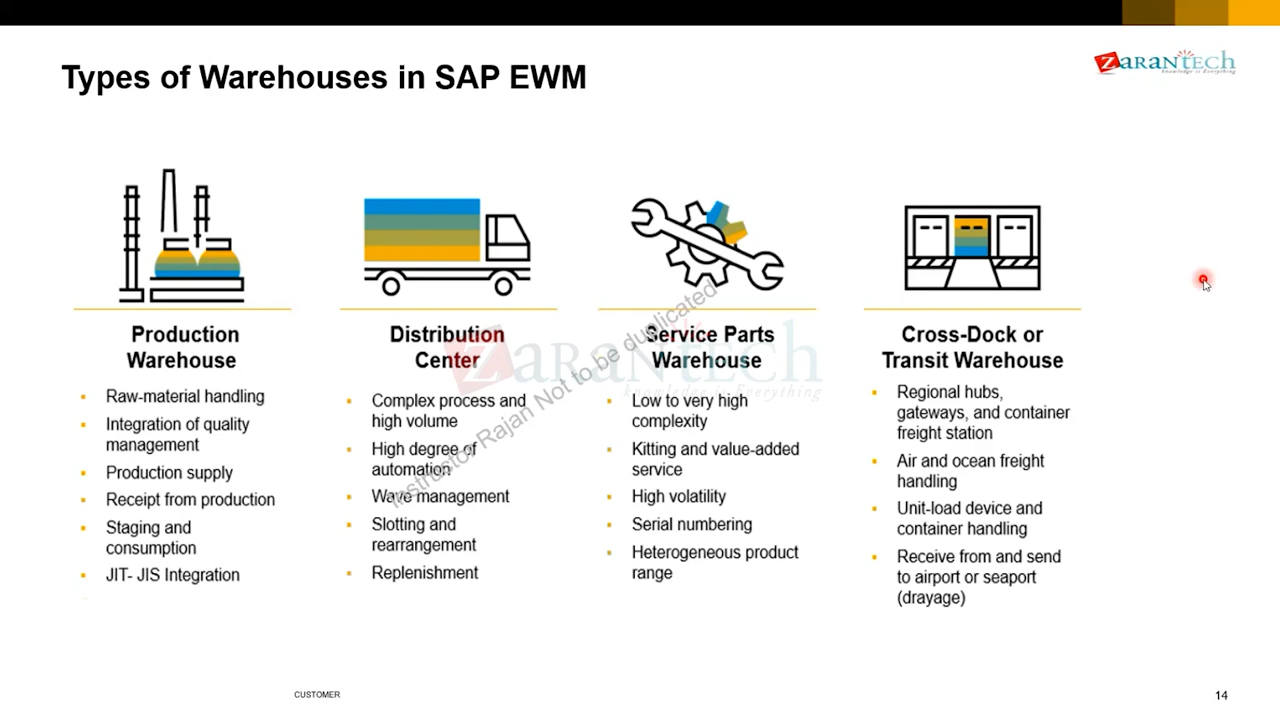 Types of Warehouses in SAP EWM
ZARANTECH
knowledge is Everything
Production
Warehouse
Raw-material handling
Integration of quality
management
Production supply
Receipt from production
Staging and
consumption
JIT- JIS Integration
Distribution
Center
Complex process and
high volume
High degree of
automation
Wave management
Slotting and
rearrangement
Replenishment
Service Parts
Warehouse
Low to very high
complexity
Kitting and value-added
service
High volatility
Serial numbering
Heterogeneous product
range
Cross-Dock or
Transit Warehouse
Regional hubs,
gateways, and container
freight station
Air and ocean freight
handling
Unit-load device and
container handling
Receive from and send
to airport or seaport
(drayage)
ZARANTECH
knowledge is Everything
Instructor Rajan Not to be duplicated
CUSTOMER
14